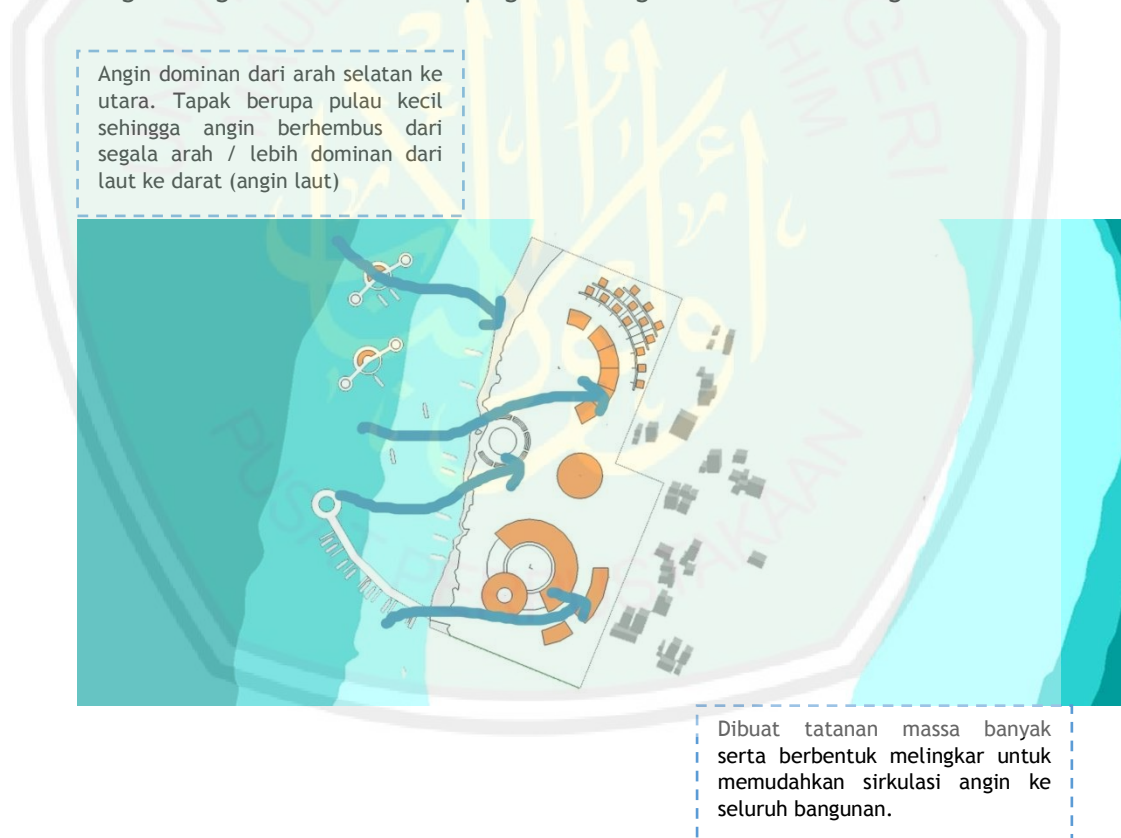 Angin dominan dari arah selatan ke
utara. Tapak berupa pulau kecil
sehingga angin berhembus dari
segala arah / lebih dominan dari
laut ke darat (angin laut)
Dibuat tatanan massa banyak
serta berbentuk melingkar untuk
memudahkan sirkulasi angin ke
seluruh bangunan.